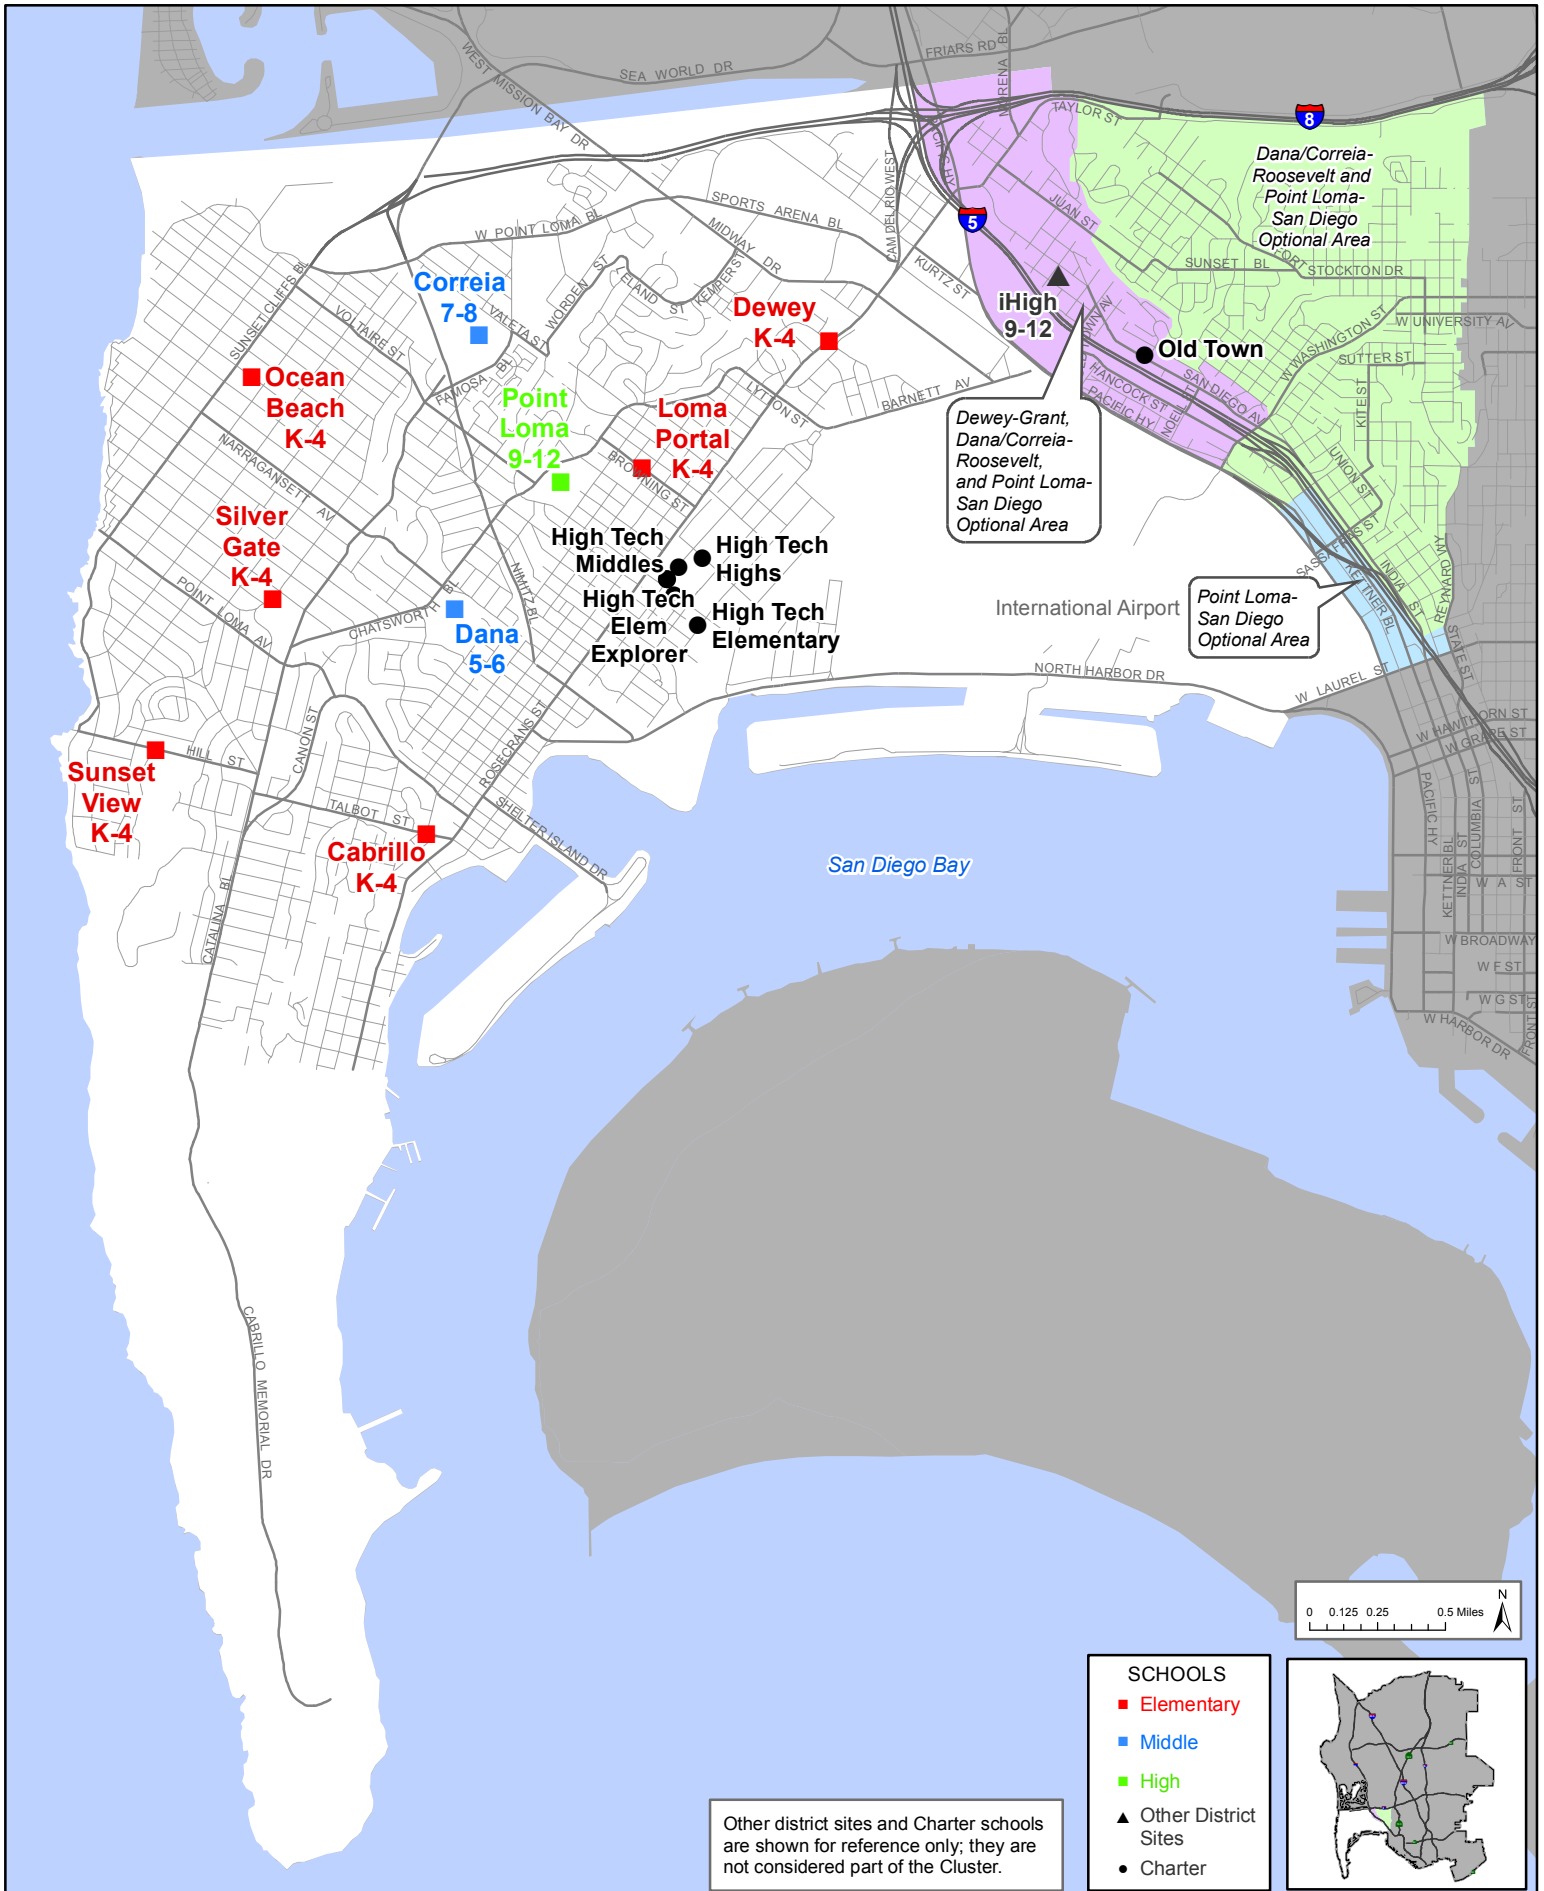 FRIARS RD
SEA WORLD DR
WEST MISSION BAY DR
TAYLOR ST
8
Dana/Correia-
Roosevelt and
Point Loma-
San Diego
Optional Area
5
JUAN ST
SPORTS ARENA BL
W POINT LOMA BL
MIDWAY DR
CAM DEL RIO WEST
KURTZ ST
SUNSET BL
FORT
STOCKTON DR
Correia
7-8
WORDEN ST
LELAND ST
KEMPER ST
VALETA ST
Dewey
K-4
iHigh
9-12
Old Town
W WASHINGTON ST
W UNIVERSITY AV
SUTTER ST
KITE ST
SUNSET CLIFFS BL
VOLTAIRE ST
FAMOSA BL
Ocean
Beach
K-4
Point
Loma
9-12
Loma
Portal
K-4
LYTTON ST
BARNETT AV
HANCOCK ST
PACIFIC HY
SAN DIEGO AV
Dewey-Grant,
Dana/Correia-
Roosevelt,
and Point Loma-
San Diego
Optional Area
BROWNING ST
NARRAGANSETT AV
UNION ST
SASSAFRAS ST
INDIA ST
KETTNER BL
REYNARD WY
STATE ST
Silver
Gate
K-4
High Tech
Middles
High Tech
Highs
High Tech
Elem
Explorer
High Tech
Elementary
International Airport
Point Loma-
San Diego
Optional Area
POINT LOMA AV
CHATSWORTH BL
NIMITZ BL
Dana
5-6
NORTH HARBOR DR
W LAUREL ST
CANON ST
ROSECRANS ST
W HAWTHORN ST
W GRAPE ST
HILL ST
Sunset
View
K-4
TALBOT ST
SHELTER ISLAND DR
Cabrillo
K-4
San Diego Bay
PACIFIC HY
KETTNER BL
INDIA ST
COLUMBIA ST
FRONT ST
W A ST
CATALINA BL
W BROADWAY
W F ST
W G ST
W HARBOR DR
FRONT ST
CABRILLO MEMORIAL DR
N
0 0.125 0.25 0.5 Miles
SCHOOLS
Elementary
Middle
High
Other District
Sites
Charter
Other district sites and Charter schools
are shown for reference only; they are
not considered part of the Cluster.